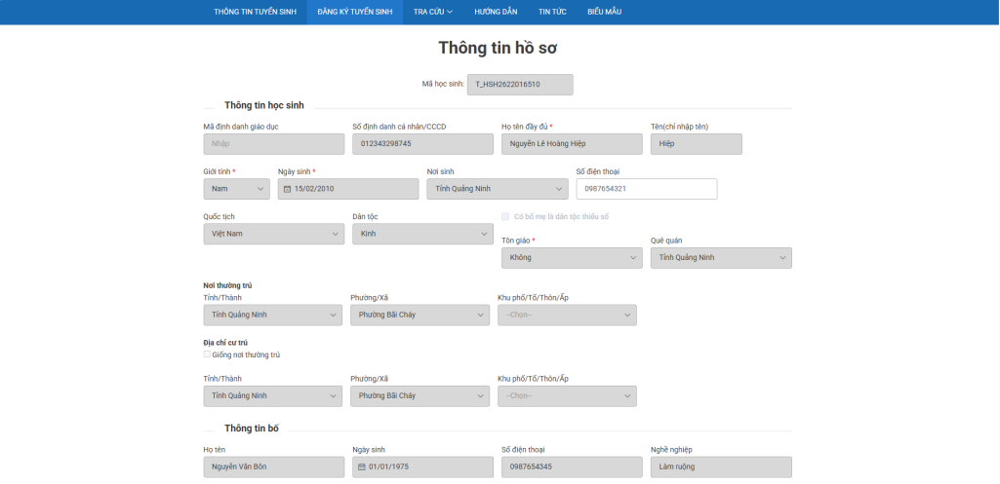 THÔNG TIN TUYỂN SINH ĐĂNG KÝ TUYỂN SINH TRA CỨU HƯỚNG DẪN TIN TỨC BIỂU MẪU
Thông tin hồ sơ
Mã học sinh: T_HSH2622016510
Thông tin học sinh
Mã định danh giáo dục Số định danh cá nhân/CCCD Họ tên đầy đủ * Tên(chỉ nhập tên)
Nhập 012343298745 Nguyễn Lê Hoàng Hiệp Hiệp
Giới tính * Ngày sinh * Nơi sinh Số điện thoại
Nam 15/02/2010 Tỉnh Quảng Ninh 0987654321
Quốc tịch Dân tộc Có bố mẹ là dân tộc thiểu số
Việt Nam Kinh
Tôn giáo * Quê quán
Không Tỉnh Quảng Ninh
Nơi thường trú
Tỉnh/Thành Phường/Xã Khu phố/Tổ/Thôn/Ấp
Tỉnh Quảng Ninh Phường Bãi Cháy --Chọn--
Địa chỉ cư trú
Giống nơi thường trú
Tỉnh/Thành Phường/Xã Khu phố/Tổ/Thôn/Ấp
Tỉnh Quảng Ninh Phường Bãi Cháy --Chọn--
Thông tin bố
Họ tên Ngày sinh Số điện thoại Nghề nghiệp
Nguyễn Văn Bốn 01/01/1975 0987654345 Làm ruộng